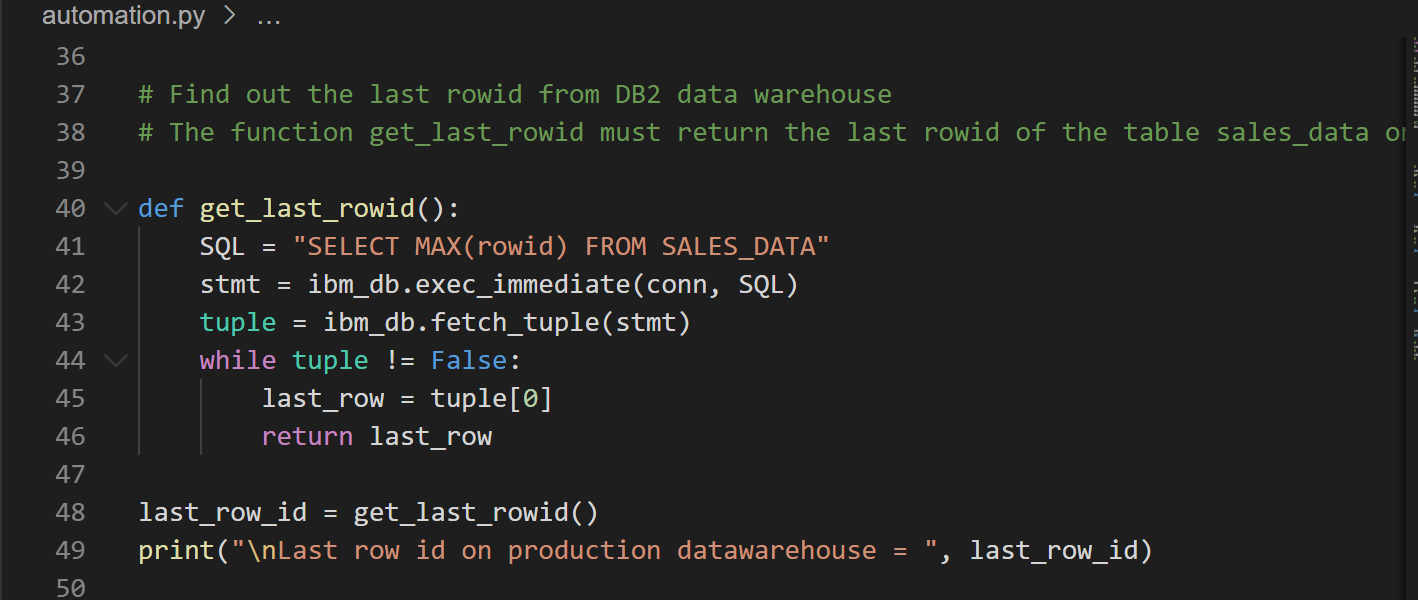 automation.py > ...
36
37 # Find out the last rowid from DB2 data warehouse
38 # The function get_last_rowid must return the last rowid of the table sales_data
39
40 def get_last_rowid():
41     SQL = "SELECT MAX(rowid) FROM SALES_DATA"
42     stmt = ibm_db.exec_immediate(conn, SQL)
43     tuple = ibm_db.fetch_tuple(stmt)
44     while tuple != False:
45         last_row = tuple[0]
46         return last_row
47
48 last_row_id = get_last_rowid()
49 print("\nLast row id on production datawarehouse = ", last_row_id)
50